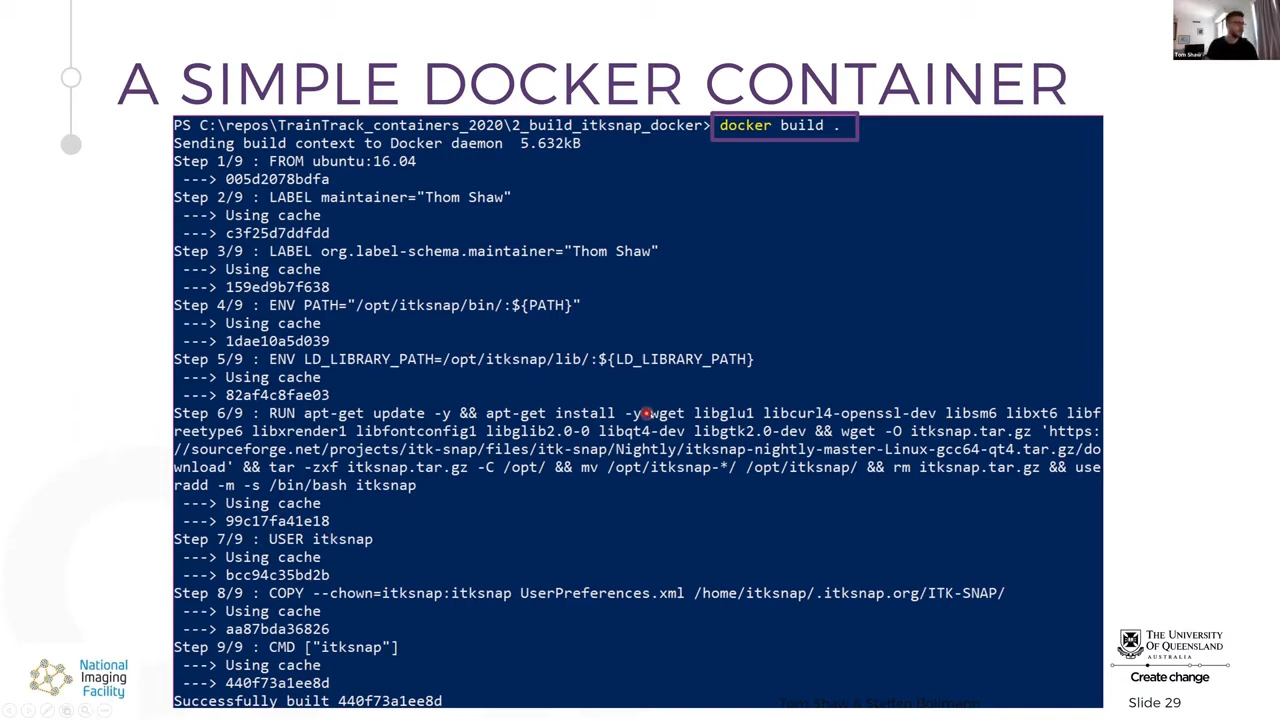 Tom Shaw
A SIMPLE DOCKER CONTAINER
PS C:\repos\TrainTrack_containers_2020\2_build_itksnap_docker> docker build .
Sending build context to Docker daemon  5.632kB
Step 1/9 : FROM ubuntu:16.04
---> 005d2078bdfa
Step 2/9 : LABEL maintainer="Thom Shaw"
---> Using cache
---> c3f25d7ddfdd
Step 3/9 : LABEL org.label-schema.maintainer="Thom Shaw"
---> Using cache
---> 159ed9b7f638
Step 4/9 : ENV PATH="/opt/itksnap/bin/:${PATH}"
---> Using cache
---> 1dae10a5d039
Step 5/9 : ENV LD_LIBRARY_PATH=/opt/itksnap/lib/:${LD_LIBRARY_PATH}
---> Using cache
---> 82af4c8fae03
Step 6/9 : RUN apt-get update -y && apt-get install -y wget libglu1 libcurl4-openssl-dev libsm6 libxt6 libf
reetype6 libxrender1 libfontconfig1 libglib2.0-0 libqt4-dev libgtk2.0-dev && wget -O itksnap.tar.gz 'https:
//sourceforge.net/projects/itk-snap/files/itk-snap/Nightly/itksnap-nightly-master-Linux-gcc64-qt4.tar.gz/do
wnload' && tar -zxf itksnap.tar.gz -C /opt/ && mv /opt/itksnap-*/ /opt/itksnap/ && rm itksnap.tar.gz && use
radd -m -s /bin/bash itksnap
---> Using cache
---> 99c17fa41e18
Step 7/9 : USER itksnap
---> Using cache
---> bcc94c35bd2b
Step 8/9 : COPY --chown=itksnap:itksnap UserPreferences.xml /home/itksnap/.itksnap.org/ITK-SNAP/
---> Using cache
---> aa87bda36826
Step 9/9 : CMD ["itksnap"]
---> Using cache
---> 440f73a1ee8d
Successfully built 440f73a1ee8d
National
Imaging
Facility
THE UNIVERSITY
OF QUEENSLAND
AUSTRALIA
Create change
Tom Shaw & Steffen Bollmann
Slide 29